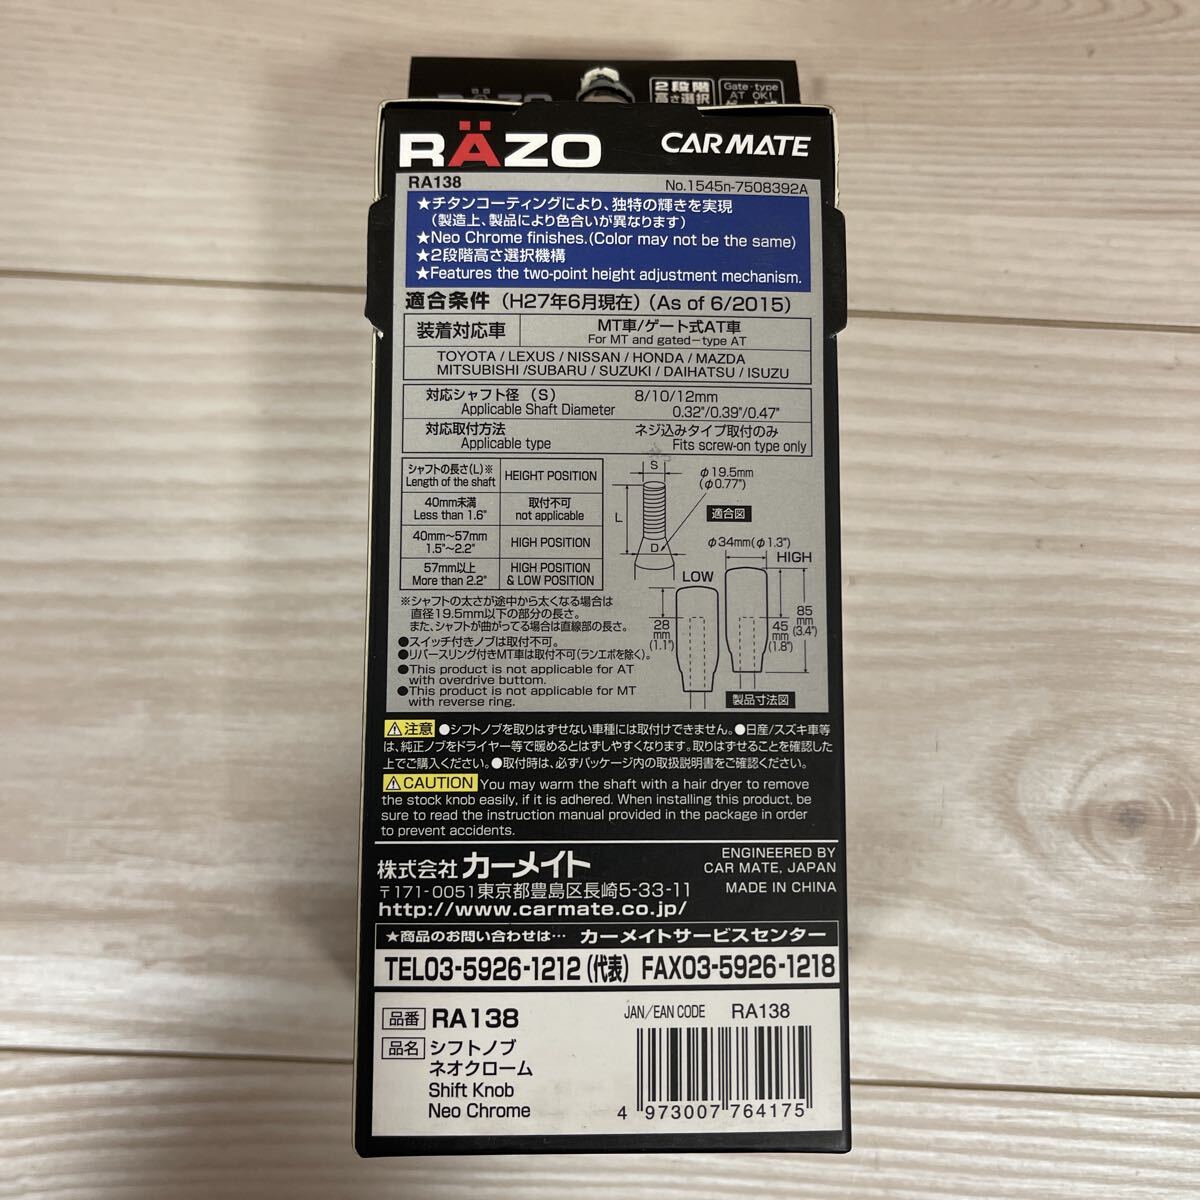 RÄZO
2段階
高さ選択
Gate-type
AT OK!
RÄZO
CAR MATE
RA138
No.1545n-7508392A
★チタンコーティングにより、独特の輝きを実現
(製造上、製品により色合いが異なります)
★Neo Chrome finishes.(Color may not be the same)
★2段階高さ選択機構
★Features the two-point height adjustment mechanism.
適合条件 (H27年6月現在) (As of 6/2015)
装着対応車
MT車/ゲート式AT車
For MT and gated-type AT
TOYOTA / LEXUS / NISSAN / HONDA / MAZDA
MITSUBISHI /SUBARU / SUZUKI / DAIHATSU / ISUZU
対応シャフト径 (S)
Applicable Shaft Diameter
8/10/12mm
0.32"/0.39"/0.47"
対応取付方法
Applicable type
ネジ込みタイプ取付のみ
Fits screw-on type only
シャフトの長さ(L)※
Length of the shaft
HEIGHT POSITION
40mm未満
Less than 1.6"
取付不可
not applicable
40mm〜57mm
1.5"〜2.2"
HIGH POSITION
57mm以上
More than 2.2"
HIGH POSITION
& LOW POSITION
S
φ19.5mm
(φ0.77")
L
D
適合図
φ34mm(φ1.3")
LOW
HIGH
28
mm
(1.1")
45
mm
(1.8")
85
mm
(3.4")
製品寸法図
※シャフトの太さが途中から太くなる場合は
直径19.5mm以下の部分の長さ。
また、シャフトが曲がってる場合は直線部の長さ。
●スイッチ付きノブは取付不可。
●リバースリング付きMT車は取付不可(ランエボを除く)。
●This product is not applicable for AT
with overdrive buttom.
●This product is not applicable for MT
with reverse ring.
⚠注意 ●シフトノブを取りはずせない車種には取付けできません。●日産/スズキ車等
は、純正ノブをドライヤー等で暖めるとはずしやすくなります。取りはずせることを確認した
上でご購入ください。●取付時は、必ずパッケージ内の取扱説明書をご確認ください。
⚠CAUTION You may warm the shaft with a hair dryer to remove
the stock knob easily, if it is adhered. When installing this product, be
sure to read the instruction manual provided in the package in order
to prevent accidents.
株式会社 カーメイト
〒171-0051東京都豊島区長崎5-33-11
http://www.carmate.co.jp/
ENGINEERED BY
CAR MATE, JAPAN
MADE IN CHINA
★商品のお問い合わせは… カーメイトサービスセンター
TEL03-5926-1212(代表) FAX03-5926-1218
品番 RA138
品名 シフトノブ
ネオクローム
Shift Knob
Neo Chrome
JAN/EAN CODE RA138
4 973007 764175